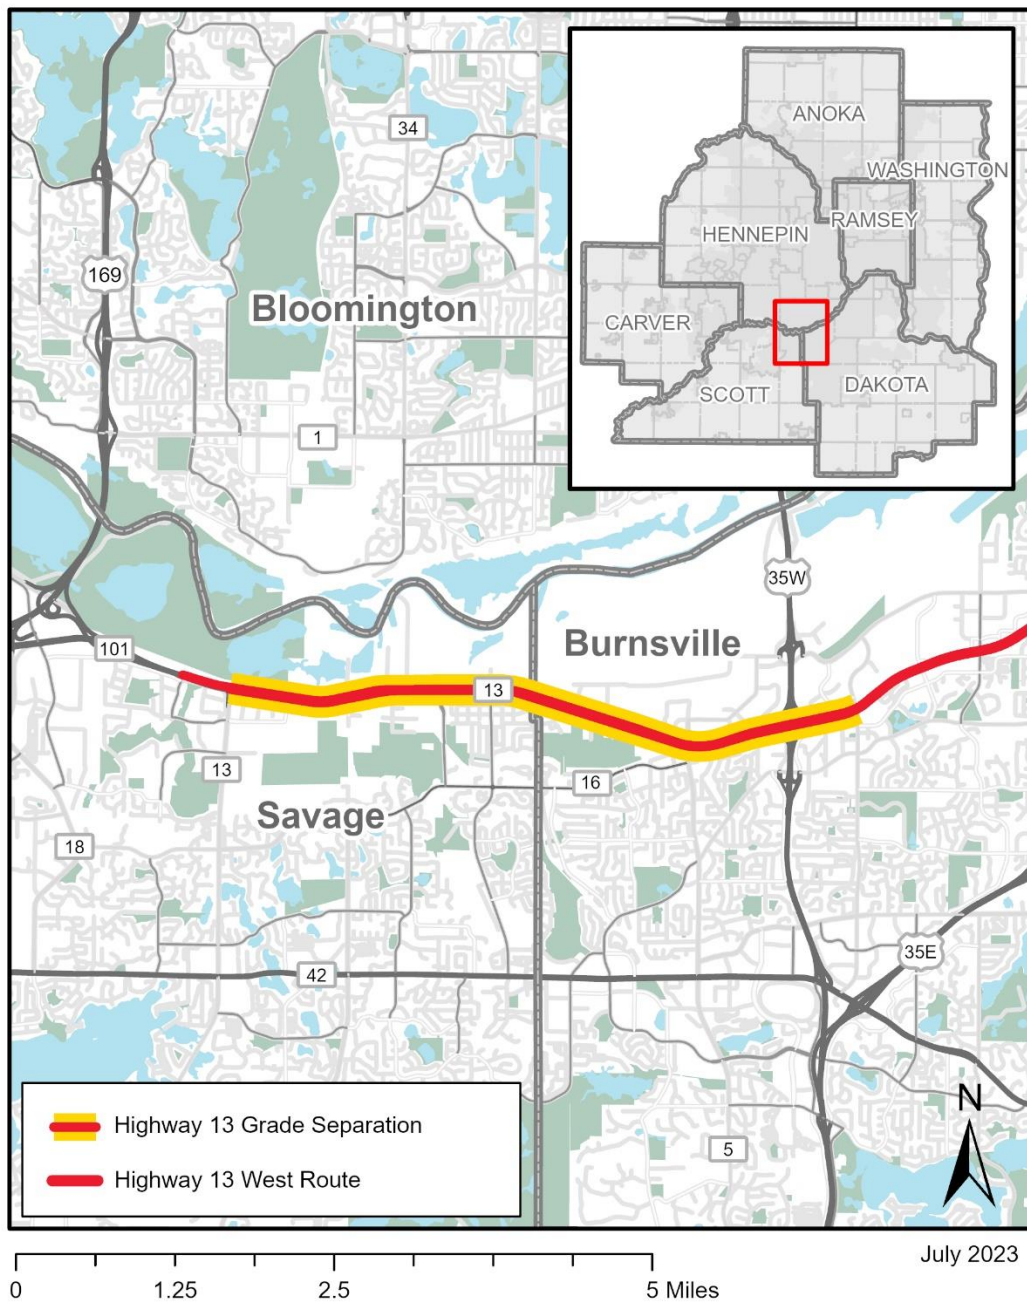 34
169
Bloomington
1
ANOKA
WASHINGTON
RAMSEY
HENNEPIN
CARVER
SCOTT
DAKOTA
35W
101
Burnsville
13
13
16
Savage
18
35E
42
5
N
Highway 13 Grade Separation
Highway 13 West Route
July 2023
0 1.25 2.5 5 Miles